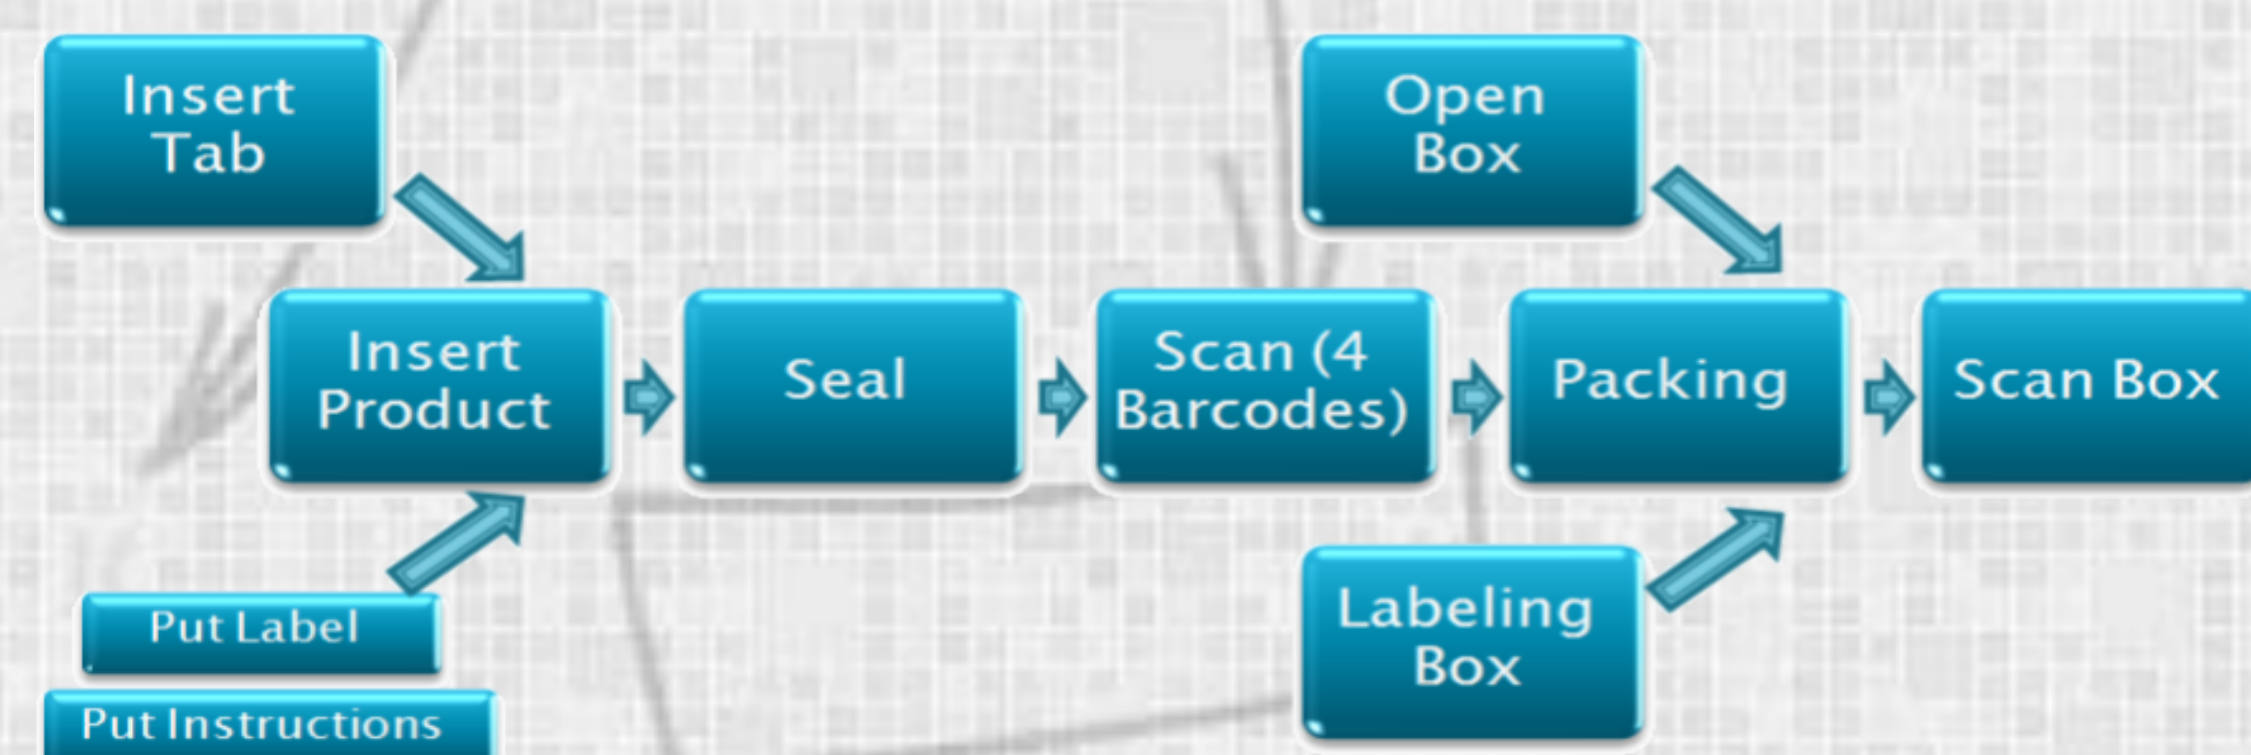 Insert
Tab
Open
Box
Insert
Product
Seal
Scan (4
Barcodes)
Packing
Scan Box
Put Label
Put Instructions
Labeling
Box